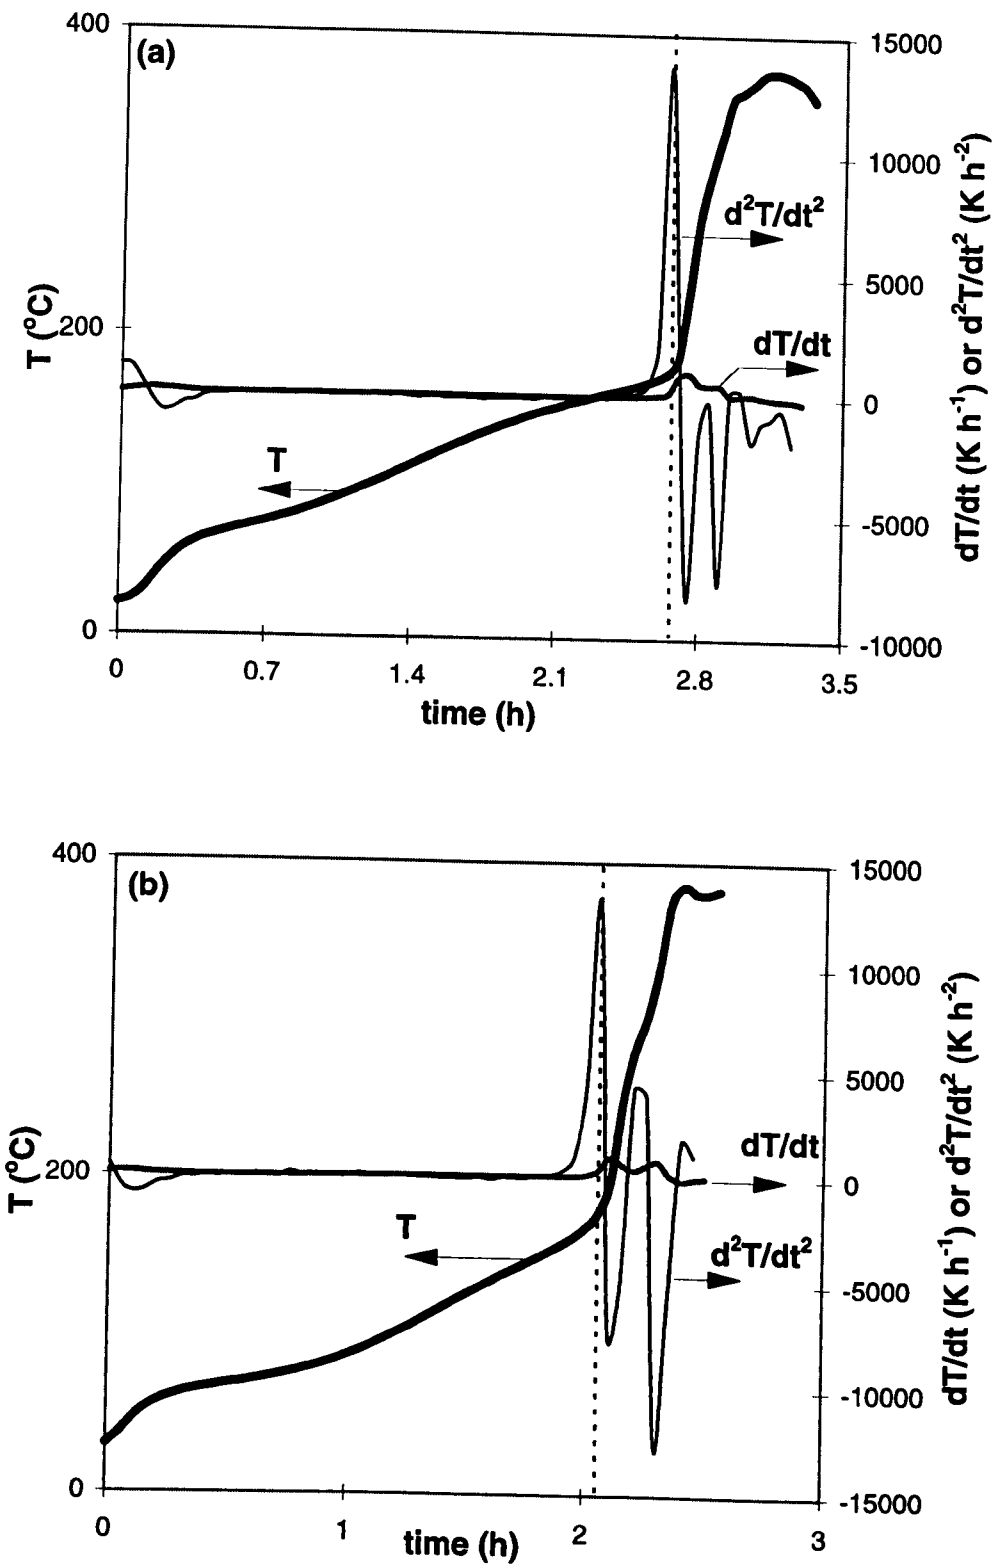 (a)
400
200
0
T (°C)
15000
10000
5000
0
-5000
-10000
dT/dt (K h⁻¹) or d²T/dt² (K h⁻²)
d²T/dt²
dT/dt
T
0 0.7 1.4 2.1 2.8 3.5
time (h)
(b)
400
200
0
T (°C)
15000
10000
5000
0
-5000
-10000
-15000
dT/dt (K h⁻¹) or d²T/dt² (K h⁻²)
dT/dt
T
d²T/dt²
0 1 2 3
time (h)